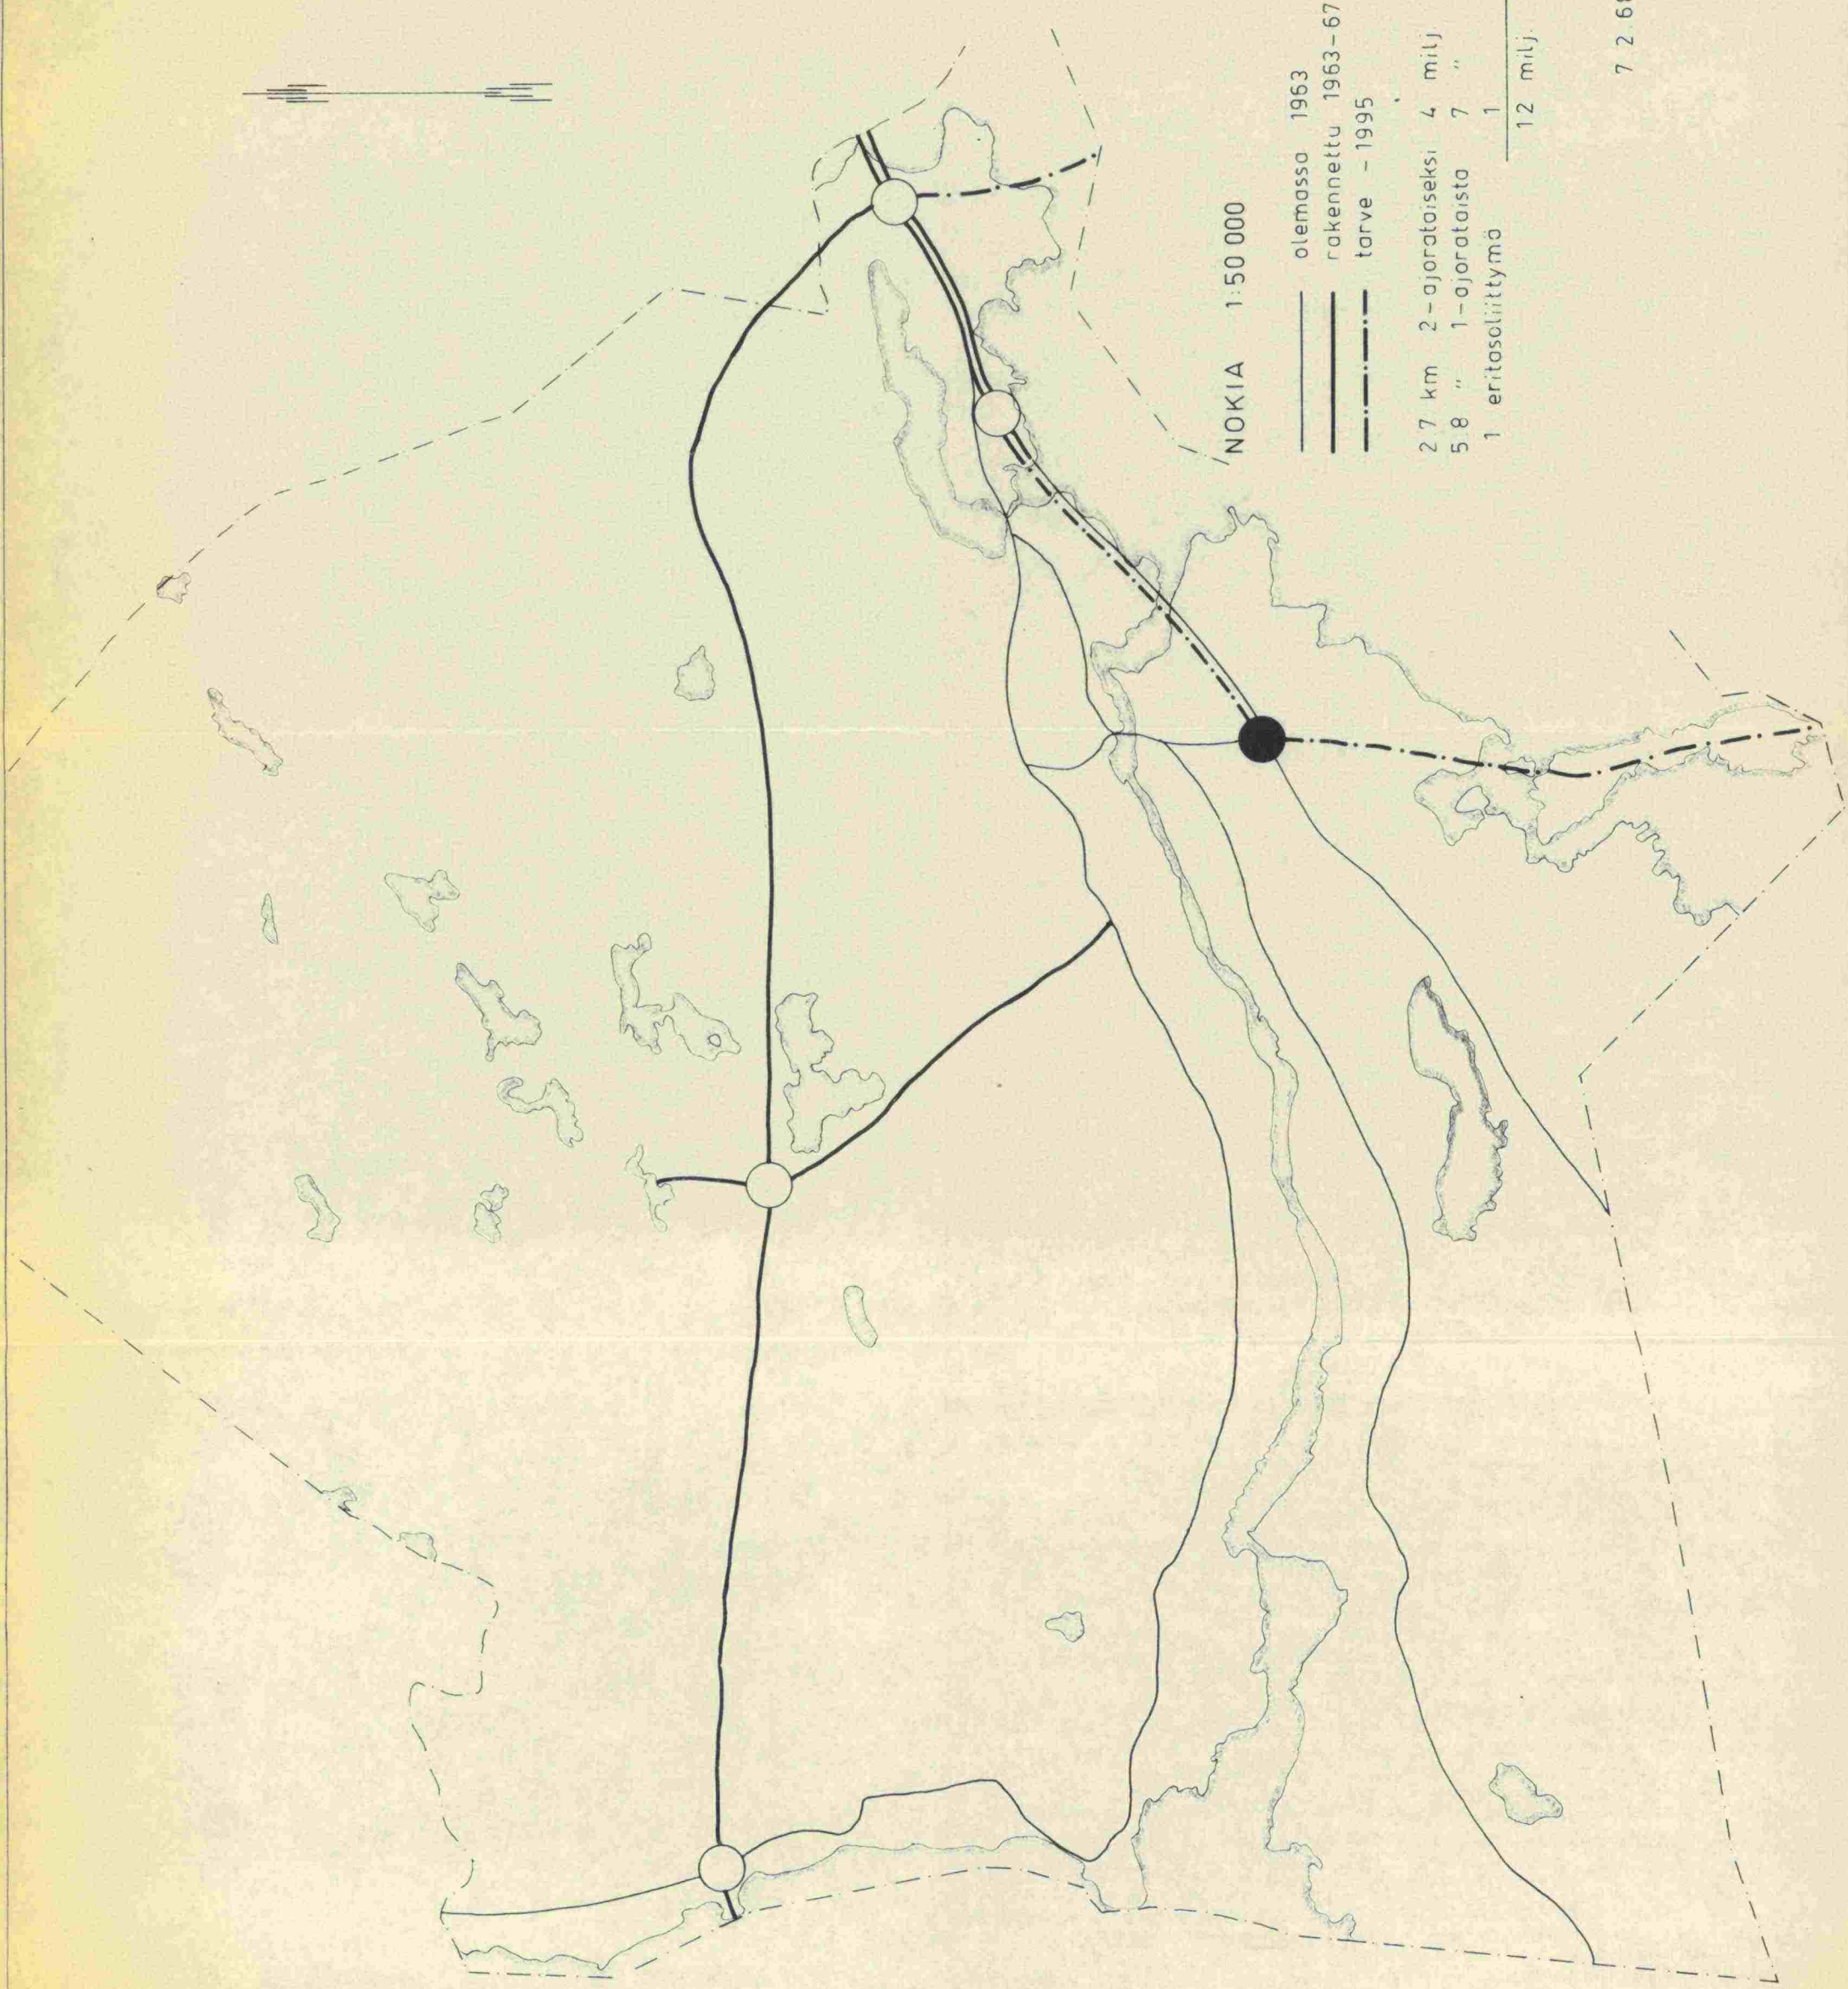 NOKIA 1:50 000
olemassa 1963
rakennettu 1963-67
tarve - 1995
2 7 km 2-ajorataiseksi 4 milj
5 8 " 1-ajorataista 7 "
1 eritasoliittymä 1
12 milj.
7 2 68